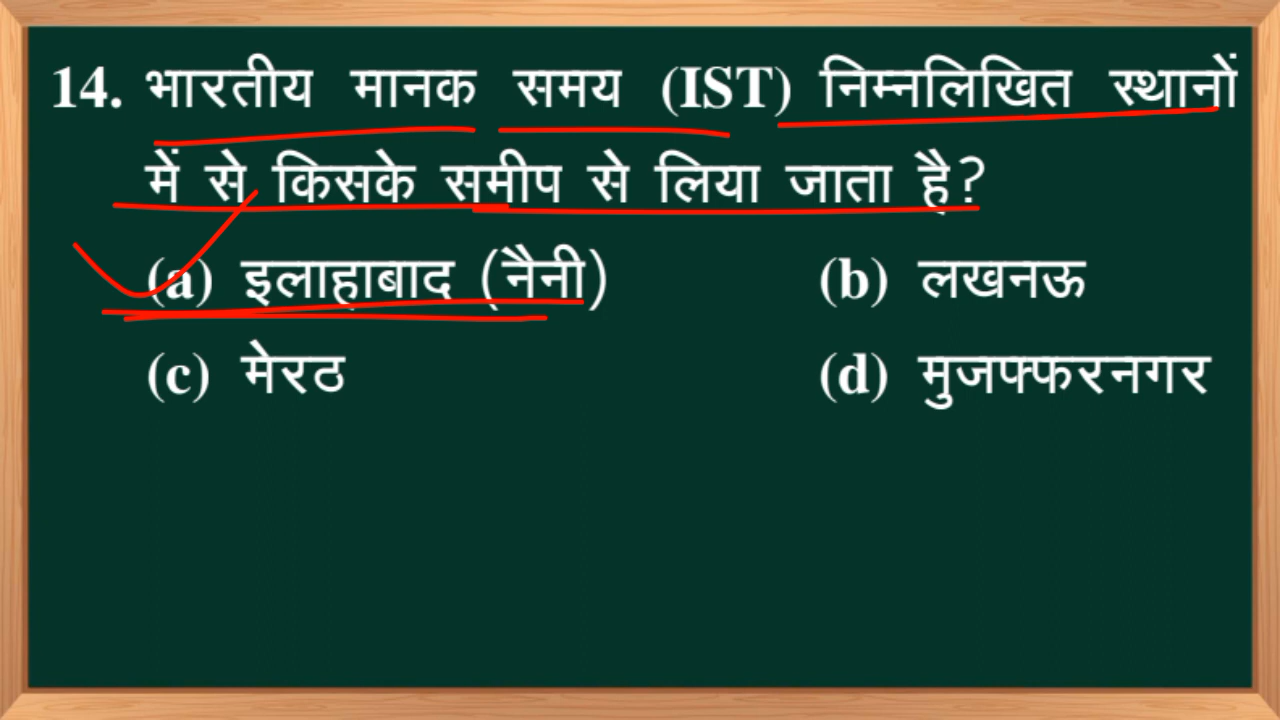 14. भारतीय मानक समय (IST) निम्नलिखित स्थानों
में से किसके समीप से लिया जाता है?
(a) इलाहाबाद (नैनी) (b) लखनऊ
(c) मेरठ (d) मुजफ्फरनगर